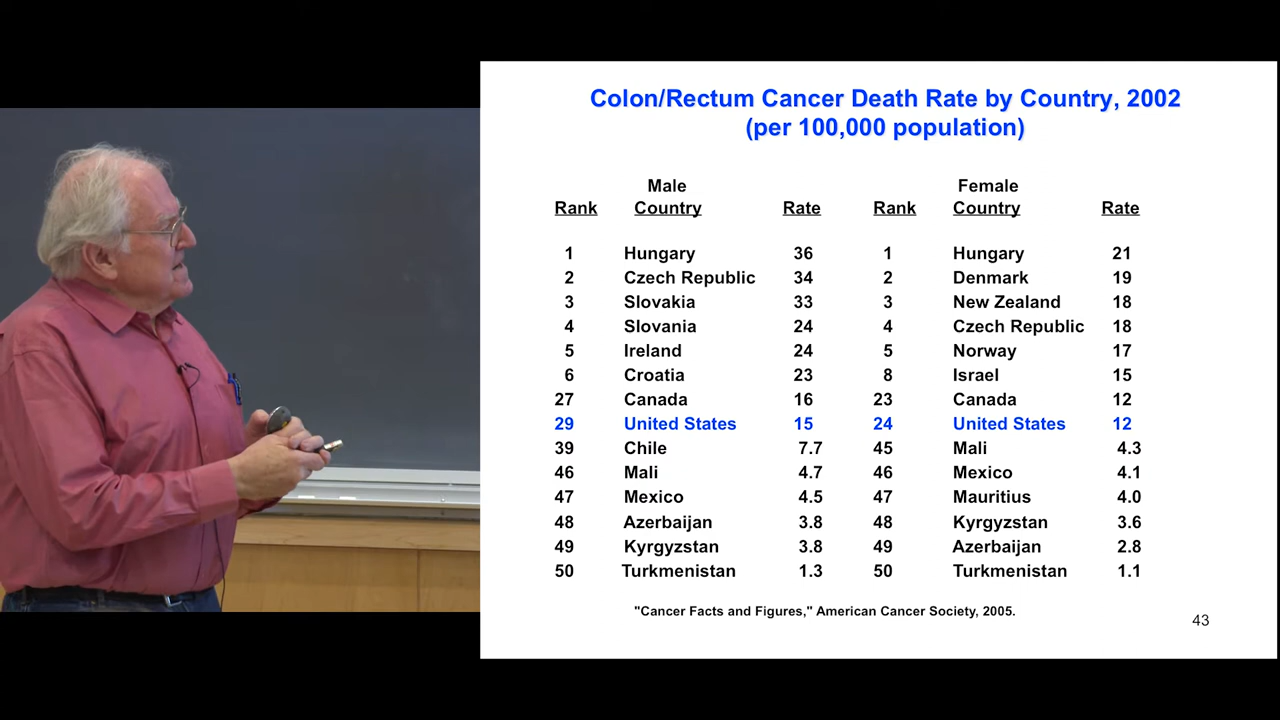 Colon/Rectum Cancer Death Rate by Country, 2002
(per 100,000 population)
Male Female
Rank Country Rate Rank Country Rate
1 Hungary 36 1 Hungary 21
2 Czech Republic 34 2 Denmark 19
3 Slovakia 33 3 New Zealand 18
4 Slovania 24 4 Czech Republic 18
5 Ireland 24 5 Norway 17
6 Croatia 23 8 Israel 15
27 Canada 16 23 Canada 12
29 United States 15 24 United States 12
39 Chile 7.7 45 Mali 4.3
46 Mali 4.7 46 Mexico 4.1
47 Mexico 4.5 47 Mauritius 4.0
48 Azerbaijan 3.8 48 Kyrgyzstan 3.6
49 Kyrgyzstan 3.8 49 Azerbaijan 2.8
50 Turkmenistan 1.3 50 Turkmenistan 1.1
"Cancer Facts and Figures," American Cancer Society, 2005.
43